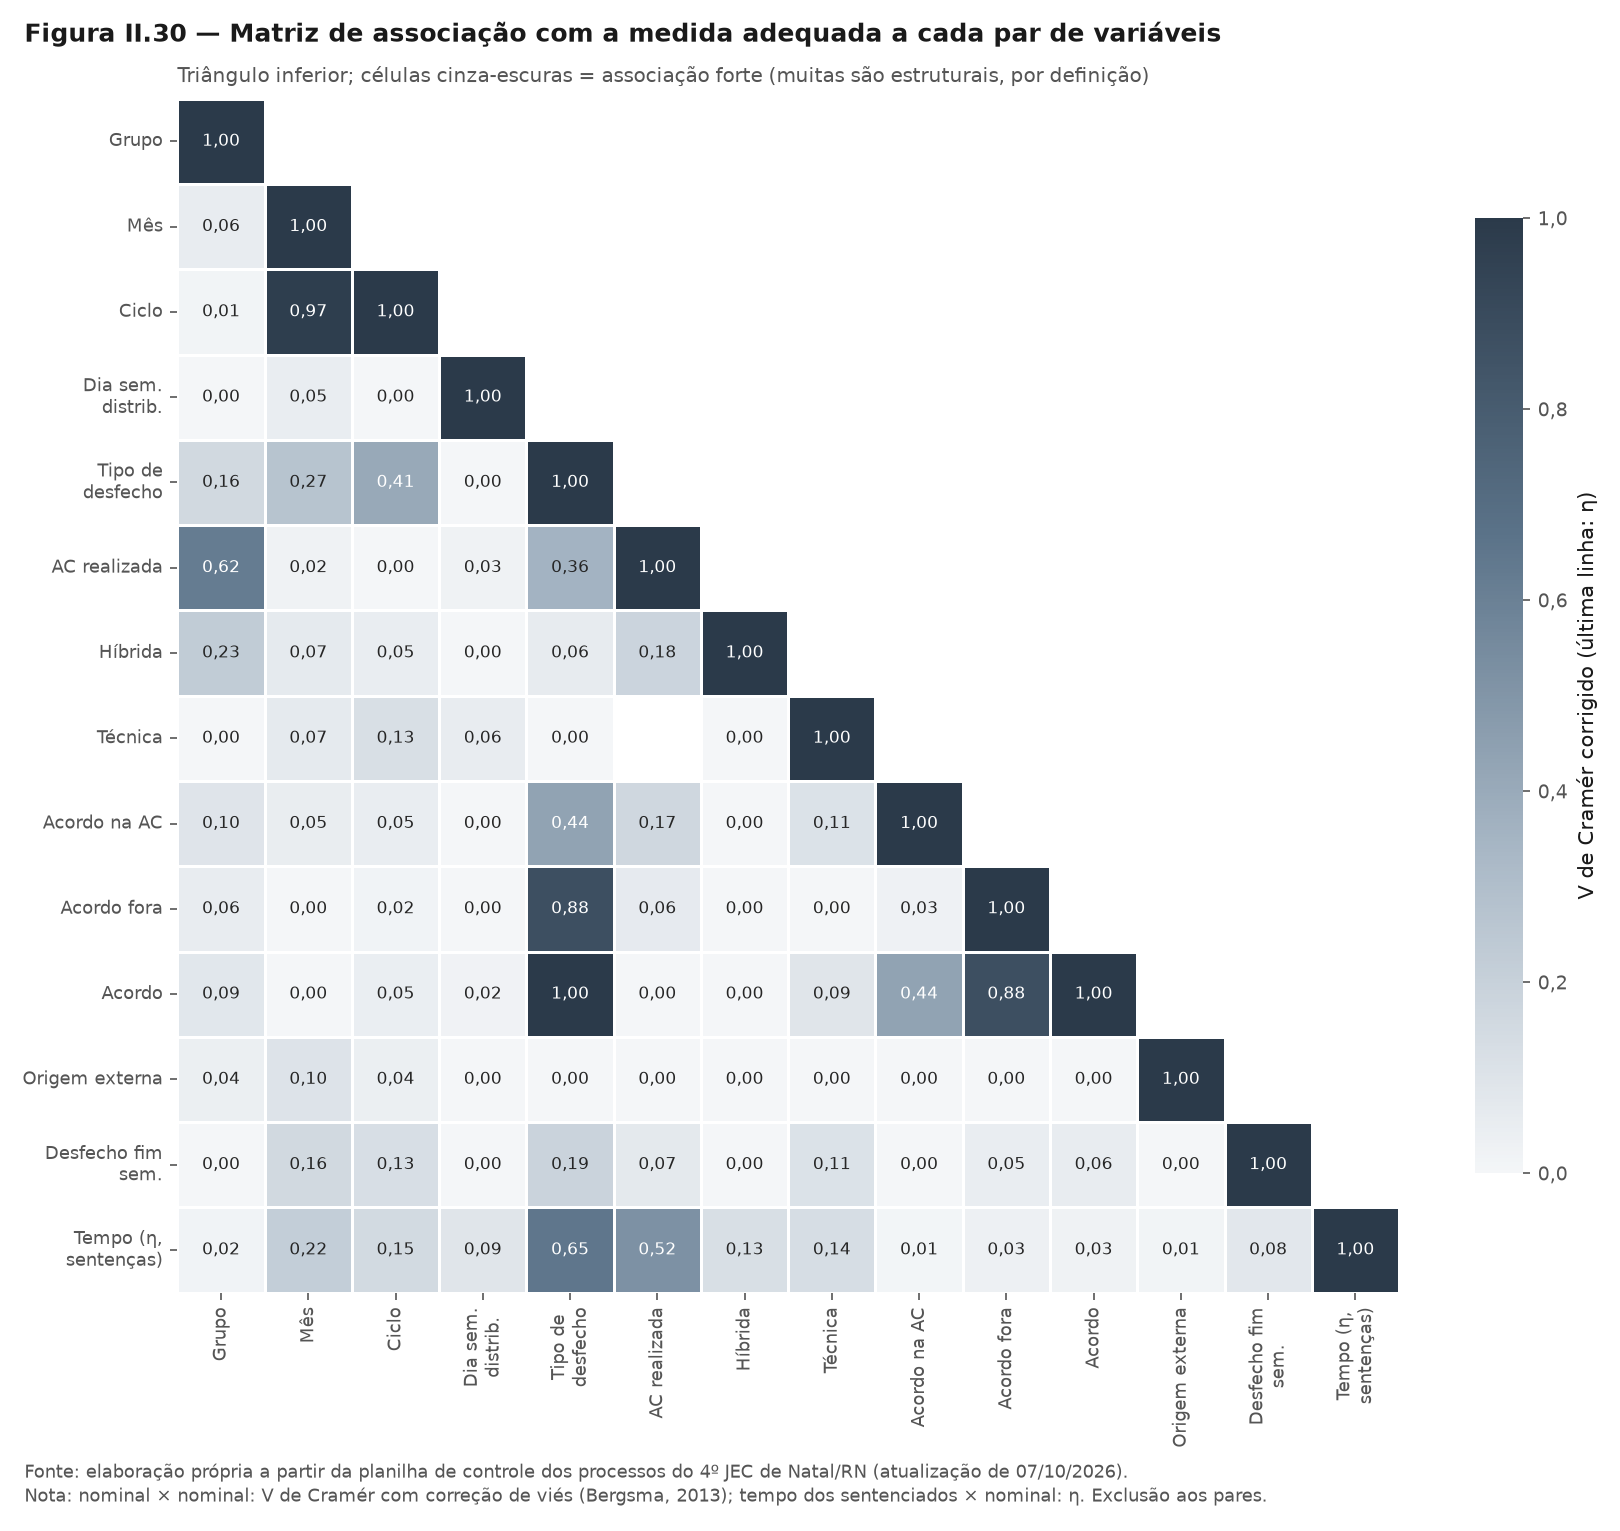 Figura II.30 — Matriz de associação com a medida adequada a cada par de variáveis
Triângulo inferior; células cinza-escuras = associação forte (muitas são estruturais, por definição)
Grupo 1,00
Mês 0,06 1,00
Ciclo 0,01 0,97 1,00
Dia sem.
distrib. 0,00 0,05 0,00 1,00
Tipo de
desfecho 0,16 0,27 0,41 0,00 1,00
AC realizada 0,62 0,02 0,00 0,03 0,36 1,00
Híbrida 0,23 0,07 0,05 0,00 0,06 0,18 1,00
Técnica 0,00 0,07 0,13 0,06 0,00 0,00 1,00
Acordo na AC 0,10 0,05 0,05 0,00 0,44 0,17 0,00 0,11 1,00
Acordo fora 0,06 0,00 0,02 0,00 0,88 0,06 0,00 0,00 0,03 1,00
Acordo 0,09 0,00 0,05 0,02 1,00 0,00 0,00 0,09 0,44 0,88 1,00
Origem externa 0,04 0,10 0,04 0,00 0,00 0,00 0,00 0,00 0,00 0,00 0,00 1,00
Desfecho fim
sem. 0,00 0,16 0,13 0,00 0,19 0,07 0,00 0,11 0,00 0,05 0,06 0,00 1,00
Tempo (η,
sentenças) 0,02 0,22 0,15 0,09 0,65 0,52 0,13 0,14 0,01 0,03 0,03 0,01 0,08 1,00
Grupo
Mês
Ciclo
Dia sem.
distrib.
Tipo de
desfecho
AC realizada
Híbrida
Técnica
Acordo na AC
Acordo fora
Acordo
Origem externa
Desfecho fim
sem.
Tempo (η,
sentenças)
1,0
0,8
0,6
0,4
0,2
0,0
V de Cramér corrigido (última linha: η)
Fonte: elaboração própria a partir da planilha de controle dos processos do 4º JEC de Natal/RN (atualização de 07/10/2026).
Nota: nominal × nominal: V de Cramér com correção de viés (Bergsma, 2013); tempo dos sentenciados × nominal: η. Exclusão aos pares.